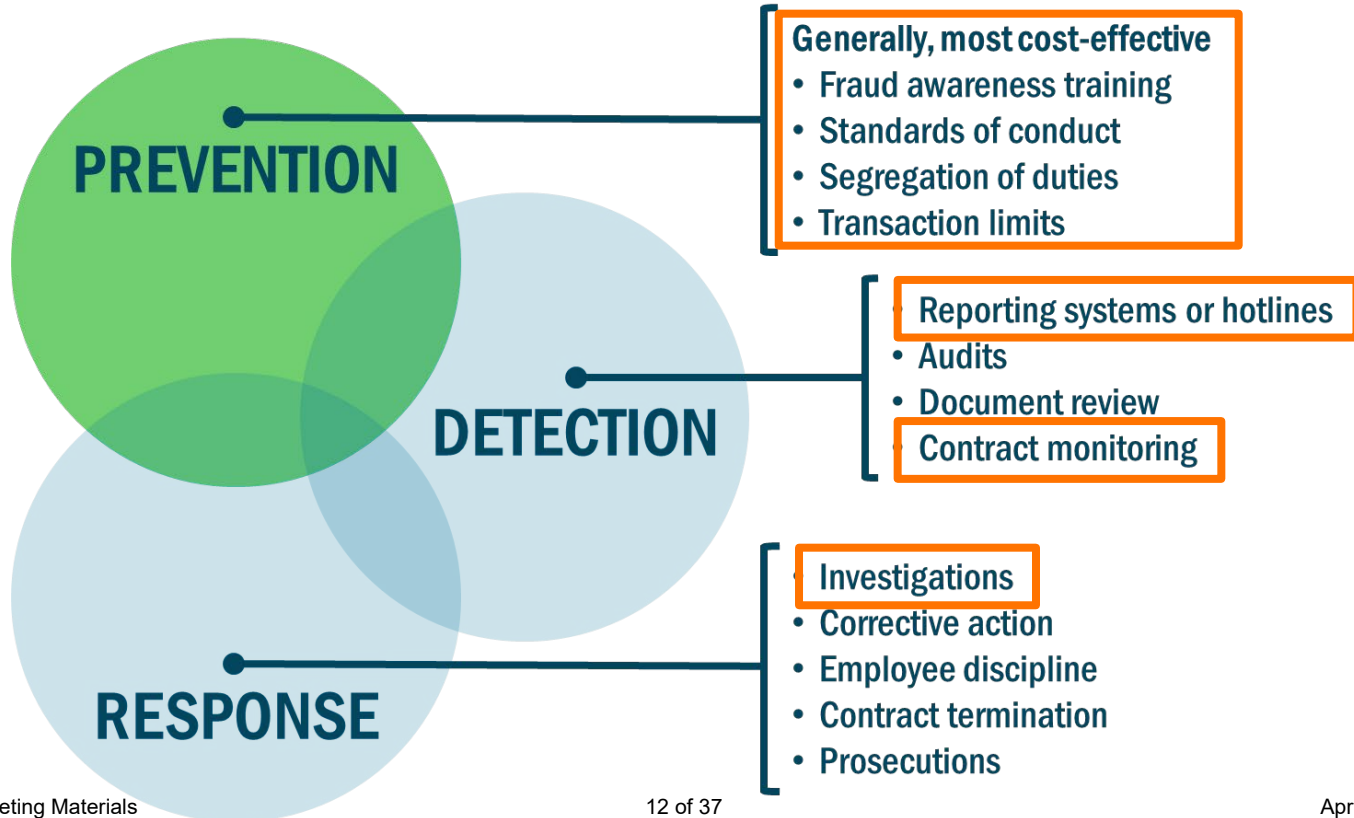 PREVENTION
Generally, most cost-effective
• Fraud awareness training
• Standards of conduct
• Segregation of duties
• Transaction limits
DETECTION
• Reporting systems or hotlines
• Audits
• Document review
• Contract monitoring
RESPONSE
• Investigations
• Corrective action
• Employee discipline
• Contract termination
• Prosecutions
eting Materials
12 of 37
Apr